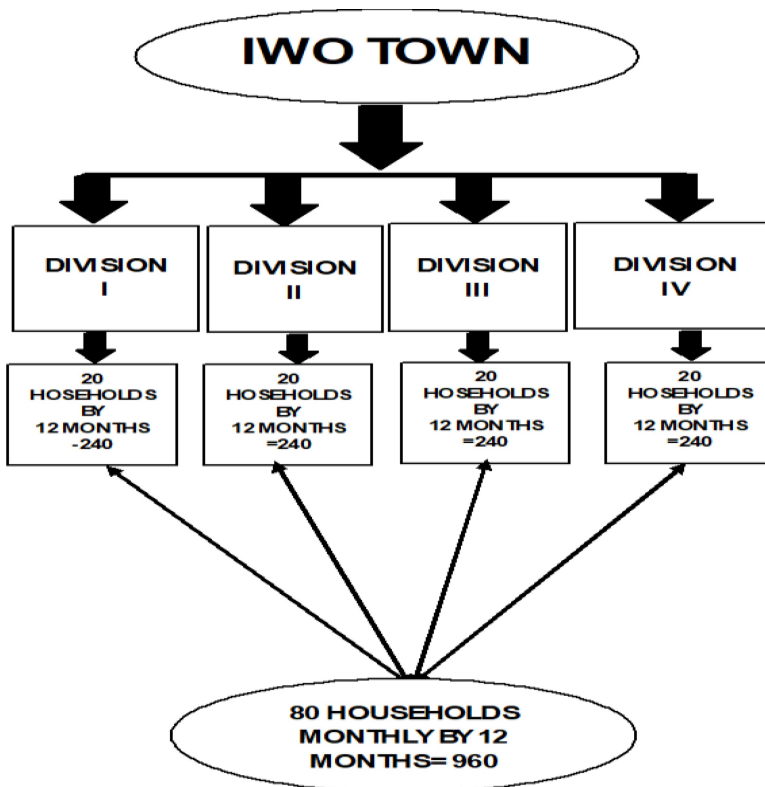 IWO TOWN
DIVISION
I
DIVISION
II
DIVISION
III
DIVISION
IV
20
HOSEHOLDS
BY
12 MONTHS
-240
20
HOSEHOLDS
BY
12 MONTHS
=240
20
HOSEHOLDS
BY
12 MONTHS
=240
20
HOSEHOLDS
BY
12 MONTHS
=240
80 HOUSEHOLDS
MONTHLY BY 12
MONTHS= 960